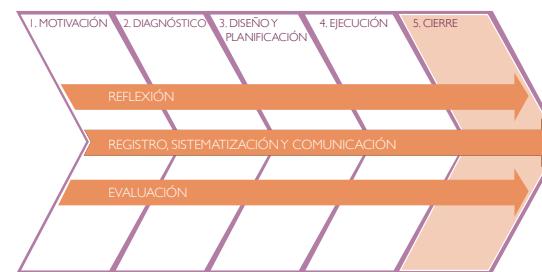 1. MOTIVACIÓN
2. DIAGNÓSTICO
3. DISEÑO Y
PLANIFICACIÓN
4. EJECUCIÓN
5. CIERRE
REFLEXIÓN
REGISTRO, SISTEMATIZACIÓN Y COMUNICACIÓN
EVALUACIÓN